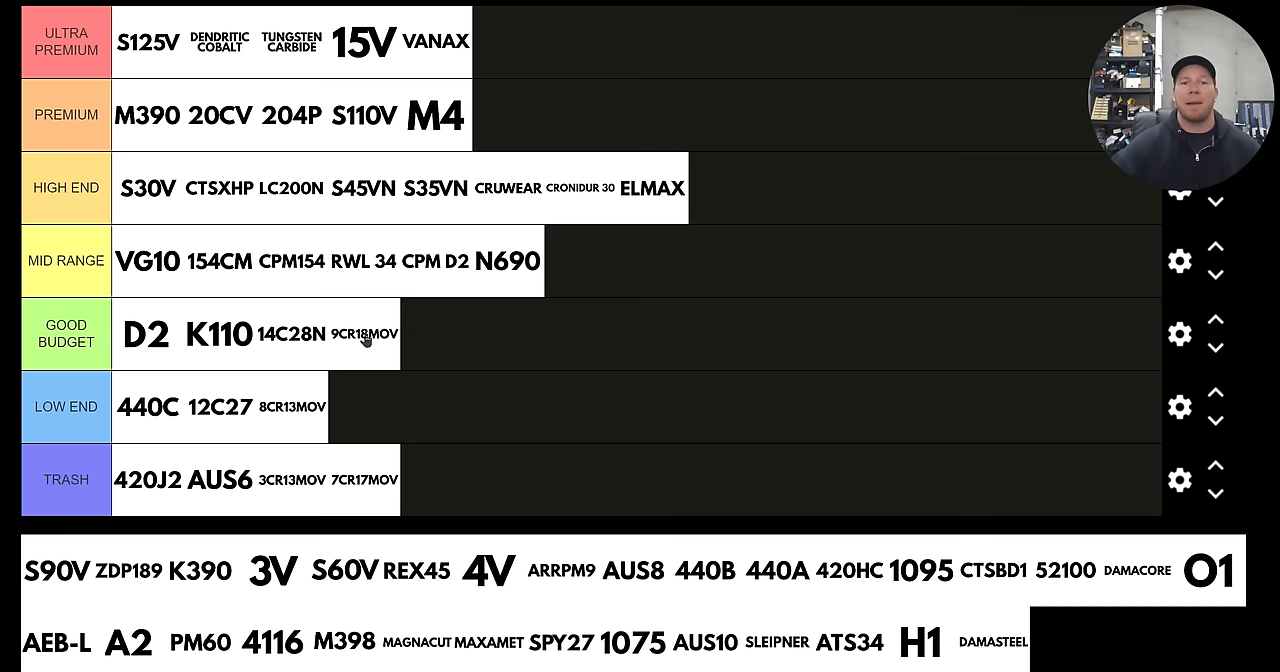 ULTRA
PREMIUM
S125V DENDRITIC COBALT TUNGSTEN CARBIDE 15V VANAX
PREMIUM
M390 20CV 204P S110V M4
HIGH END
S30V CTSXHP LC200N S45VN S35VN CRUWEAR CRONIDUR 30 ELMAX
MID RANGE
VG10 154CM CPM154 RWL 34 CPM D2 N690
GOOD
BUDGET
D2 K110 14C28N 9CR18MOV
LOW END
440C 12C27 8CR13MOV
TRASH
420J2 AUS6 3CR13MOV 7CR17MOV
S90V ZDP189 K390 3V S60V REX45 4V ARRPM9 AUS8 440B 440A 420HC 1095 CTSBD1 52100 DAMACORE O1
AEB-L A2 PM60 4116 M398 MAGNACUT MAXAMET SPY27 1075 AUS10 SLEIPNER ATS34 H1 DAMASTEEL